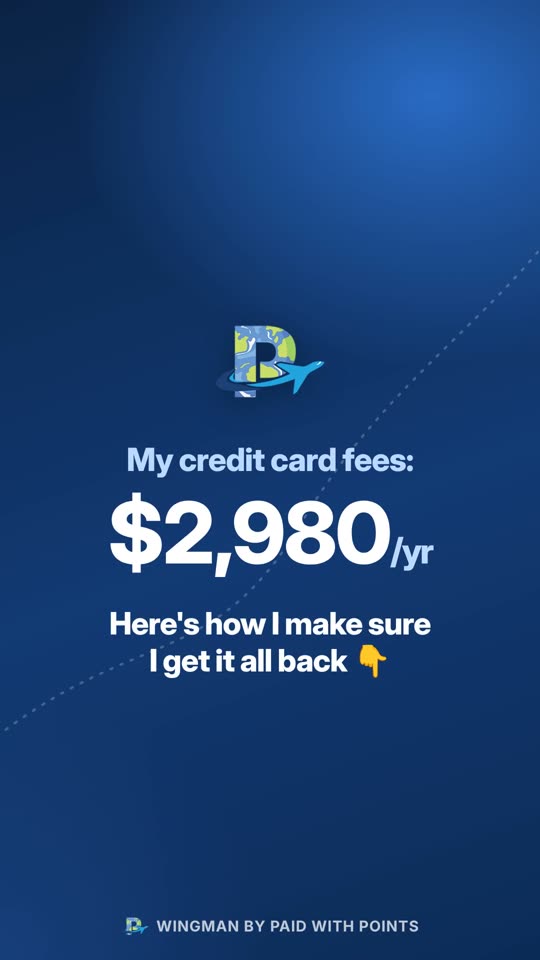 My credit card fees:
$2,980/yr
Here's how I make sure
I get it all back 👇
WINGMAN BY PAID WITH POINTS